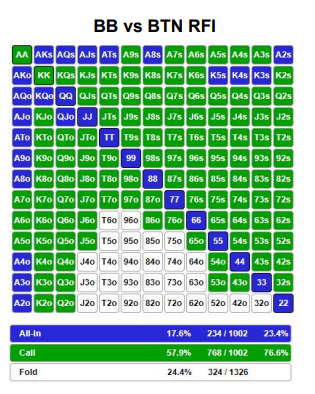 BB vs BTN RFI
AA AKs AQs AJs ATs A9s A8s A7s A6s A5s A4s A3s A2s
AKo KK KQs KJs KTs K9s K8s K7s K6s K5s K4s K3s K2s
AQo KQo QQ QJs QTs Q9s Q8s Q7s Q6s Q5s Q4s Q3s Q2s
AJo KJo QJo JJ JTs J9s J8s J7s J6s J5s J4s J3s J2s
ATo KTo QTo JTo TT T9s T8s T7s T6s T5s T4s T3s T2s
A9o K9o Q9o J9o T9o 99 98s 97s 96s 95s 94s 93s 92s
A8o K8o Q8o J8o T8o 98o 88 87s 86s 85s 84s 83s 82s
A7o K7o Q7o J7o T7o 97o 87o 77 76s 75s 74s 73s 72s
A6o K6o Q6o J6o T6o 96o 86o 76o 66 65s 64s 63s 62s
A5o K5o Q5o J5o T5o 95o 85o 75o 65o 55 54s 53s 52s
A4o K4o Q4o J4o T4o 94o 84o 74o 64o 54o 44 43s 42s
A3o K3o Q3o J3o T3o 93o 83o 73o 63o 53o 43o 33 32s
A2o K2o Q2o J2o T2o 92o 82o 72o 62o 52o 42o 32o 22
All-In 17.6% 234 / 1002 23.4%
Call 57.9% 768 / 1002 76.6%
Fold 24.4% 324 / 1326